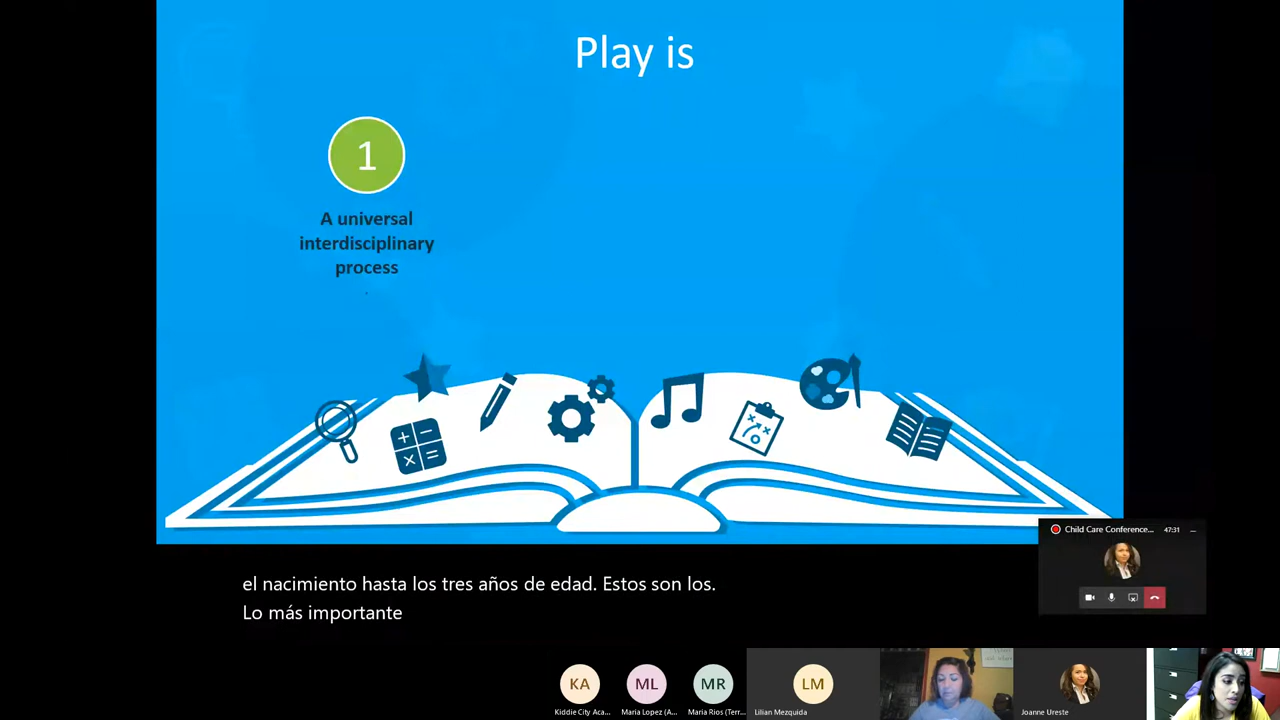 Play is
1
A universal
interdisciplinary
process
Child Care Conference... 47:31
el nacimiento hasta los tres años de edad. Estos son los.
Lo más importante
KA
ML
MR
LM
Kiddie City Aca...
Maria Lopez (A...
Maria Rios (Terr...
Lilian Mezquida
Joanne Ureste